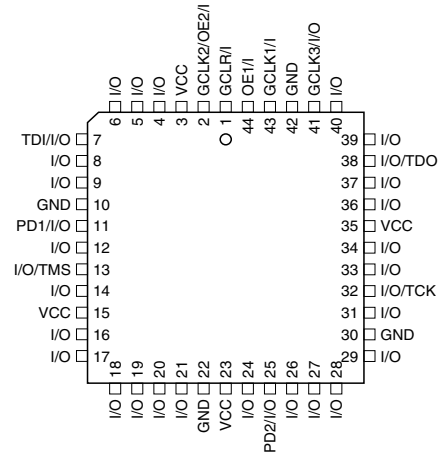 I/O
I/O
I/O
VCC
GCLK2/OE2/I
GCLR/I
OE1/I
GCLK1/I
GND
GCLK3/I/O
I/O
6
5
4
3
2
1
44
43
42
41
40
TDI/I/O 7
I/O 8
I/O 9
GND 10
PD1/I/O 11
I/O 12
I/O/TMS 13
I/O 14
VCC 15
I/O 16
I/O 17
39 I/O
38 I/O/TDO
37 I/O
36 I/O
35 VCC
34 I/O
33 I/O
32 I/O/TCK
31 I/O
30 GND
29 I/O
18
19
20
21
22
23
24
25
26
27
28
I/O
I/O
I/O
I/O
GND
VCC
I/O
PD2/I/O
I/O
I/O
I/O